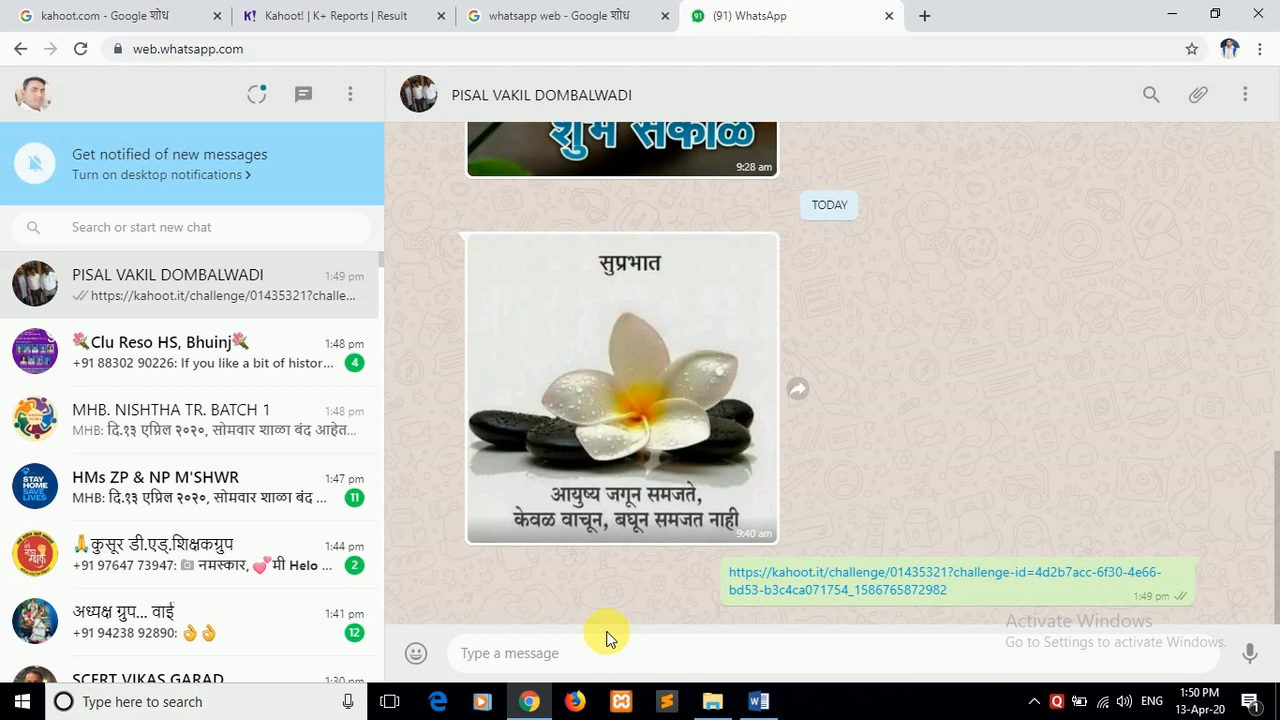 kahoot.com - Google शोध
Kahoot! | K+ Reports | Result
whatsapp web - Google शोध
(91) WhatsApp
web.whatsapp.com
PISAL VAKIL DOMBALWADI
Get notified of new messages
Turn on desktop notifications
Search or start new chat
PISAL VAKIL DOMBALWADI 1:49 pm
https://kahoot.it/challenge/01435321?challe...
Clu Reso HS, Bhuinj 1:48 pm
+91 88302 90226: If you like a bit of histor... 4
MHB. NISHTHA TR. BATCH 1 1:48 pm
MHB: दि.१३ एप्रिल २०२०, सोमवार शाळा बंद आहेत...
HMs ZP & NP M'SHWR 1:47 pm
MHB: दि.१३ एप्रिल २०२०, सोमवार शाळा बंद ... 11
🙏कुसूर डी.एड्.शिक्षकग्रुप 1:44 pm
+91 97647 73947: 📷 नमस्कार, 💕मी Helo ... 2
अध्यक्ष ग्रुप... वाई 1:41 pm
+91 94238 92890: 👌👌 12
SCERT VIKAS GARAD 1:30 pm
शुभ सकाळ
9:28 am
TODAY
सुप्रभात
आयुष्य जगून समजते,
केवळ वाचून, बघून समजत नाही
9:40 am
https://kahoot.it/challenge/01435321?challenge-id=4d2b7acc-6f30-4e66-
bd53-b3c4ca071754_1586765872982
1:49 pm
Activate Windows
Go to Settings to activate Windows.
Type a message
Type here to search
ENG
1:50 PM
13-Apr-20
1